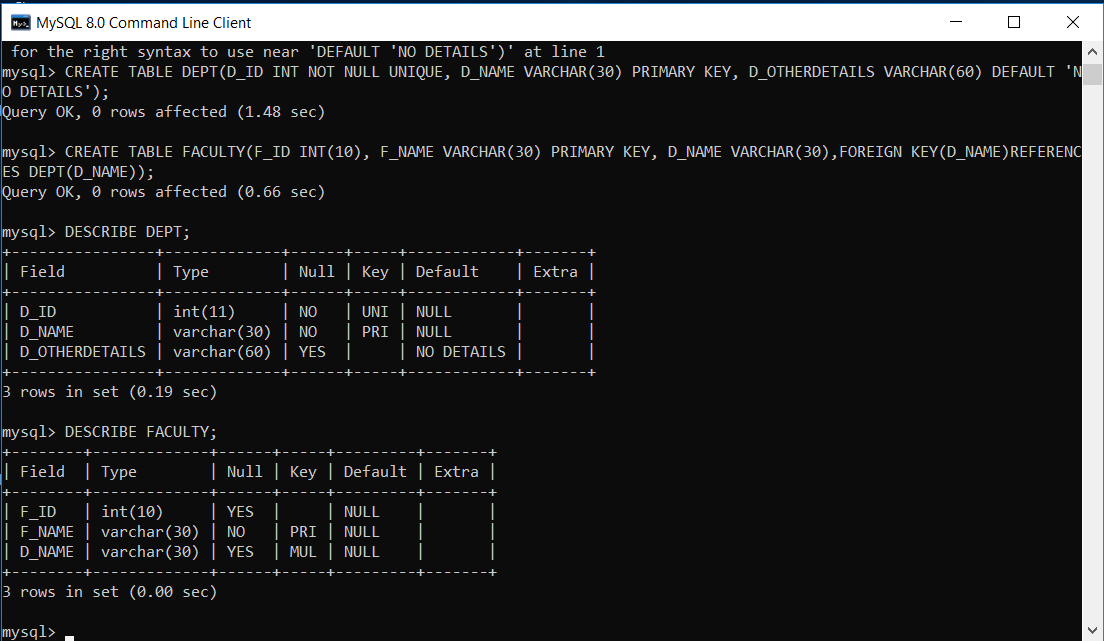 MySQL 8.0 Command Line Client
for the right syntax to use near 'DEFAULT 'NO DETAILS')' at line 1
mysql> CREATE TABLE DEPT(D_ID INT NOT NULL UNIQUE, D_NAME VARCHAR(30) PRIMARY KEY, D_OTHERDETAILS VARCHAR(60) DEFAULT 'N
O DETAILS');
Query OK, 0 rows affected (1.48 sec)

mysql> CREATE TABLE FACULTY(F_ID INT(10), F_NAME VARCHAR(30) PRIMARY KEY, D_NAME VARCHAR(30),FOREIGN KEY(D_NAME)REFERENC
ES DEPT(D_NAME));
Query OK, 0 rows affected (0.66 sec)

mysql> DESCRIBE DEPT;
+----------------+-------------+------+-----+------------+-------+
| Field          | Type        | Null | Key | Default    | Extra |
+----------------+-------------+------+-----+------------+-------+
| D_ID           | int(11)     | NO   | UNI | NULL       |       |
| D_NAME         | varchar(30) | NO   | PRI | NULL       |       |
| D_OTHERDETAILS | varchar(60) | YES  |     | NO DETAILS |       |
+----------------+-------------+------+-----+------------+-------+
3 rows in set (0.19 sec)

mysql> DESCRIBE FACULTY;
+--------+-------------+------+-----+---------+-------+
| Field  | Type        | Null | Key | Default | Extra |
+--------+-------------+------+-----+---------+-------+
| F_ID   | int(10)     | YES  |     | NULL    |       |
| F_NAME | varchar(30) | NO   | PRI | NULL    |       |
| D_NAME | varchar(30) | YES  | MUL | NULL    |       |
+--------+-------------+------+-----+---------+-------+
3 rows in set (0.00 sec)

mysql>